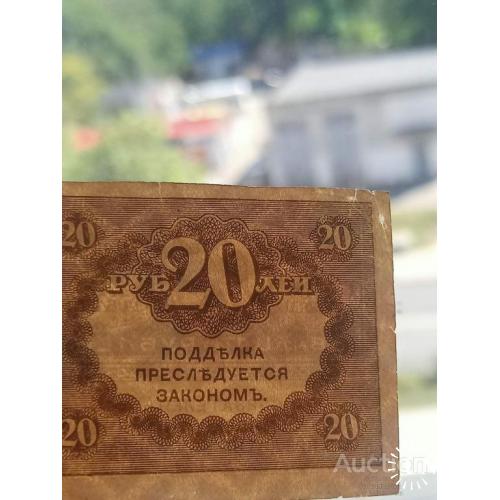 20 20
РУБ 20 ЛЕЙ
ПОДДѢЛКА
ПРЕСЛѢДУЕТСЯ
ЗАКОНОМЪ.
20 20
Auction